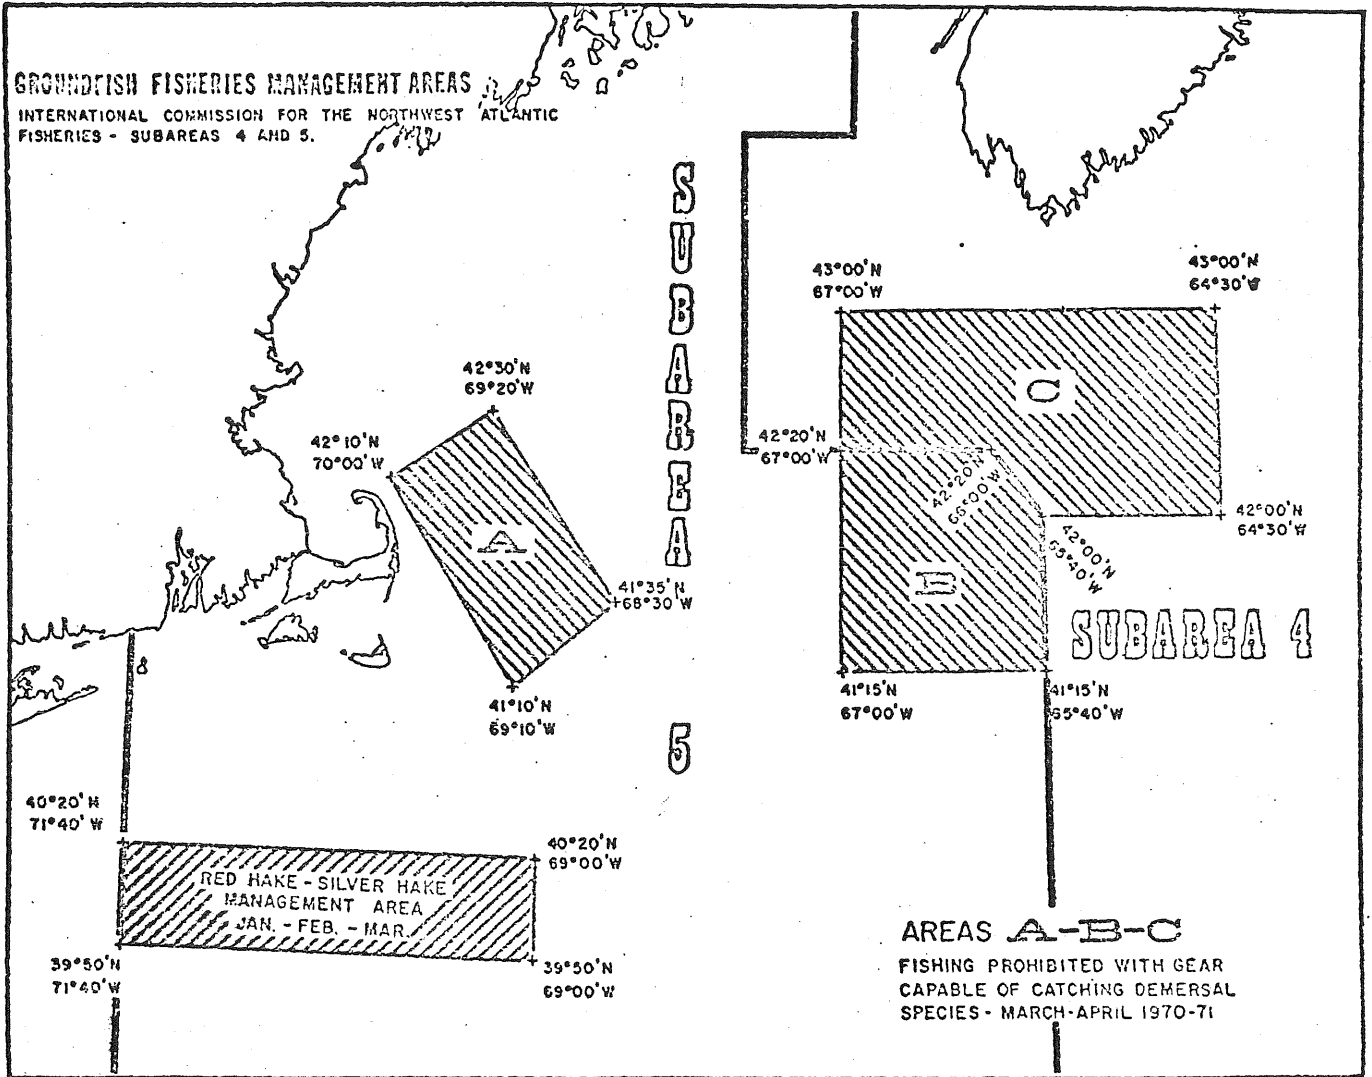 GROUNDFISH FISHERIES MANAGEMENT AREAS
INTERNATIONAL COMMISSION FOR THE NORTHWEST ATLANTIC
FISHERIES - SUBAREAS 4 AND 5.
SUBAREA
5
43°00'N
67°00'W
43°00'N
64°30'W
C
42°30'N
69°20'W
42°10'N
70°00'W
A
41°35'N
68°30'W
41°10'N
69°10'W
42°20'N
67°00'W
42°20'N
66°00'W
42°00'N
64°30'W
42°00'N
65°40'W
B
SUBAREA 4
41°15'N
67°00'W
41°15'N
65°40'W
40°20'N
71°40'W
40°20'N
69°00'W
RED HAKE - SILVER HAKE
MANAGEMENT AREA
JAN. - FEB. - MAR.
39°50'N
71°40'W
39°50'N
69°00'W
AREAS A-B-C
FISHING PROHIBITED WITH GEAR
CAPABLE OF CATCHING DEMERSAL
SPECIES - MARCH-APRIL 1970-71